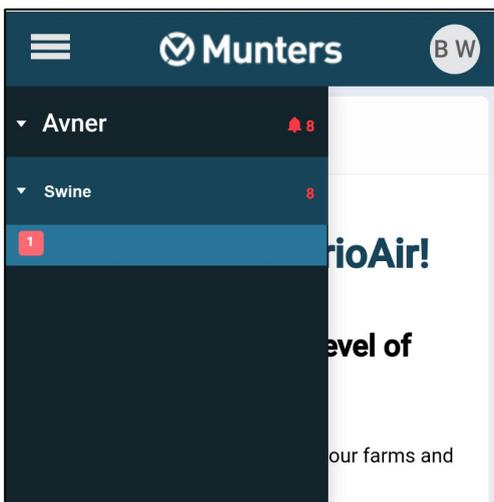 Munters
B W
Avner
8
Swine
8
1
rioAir!
evel of
our farms and